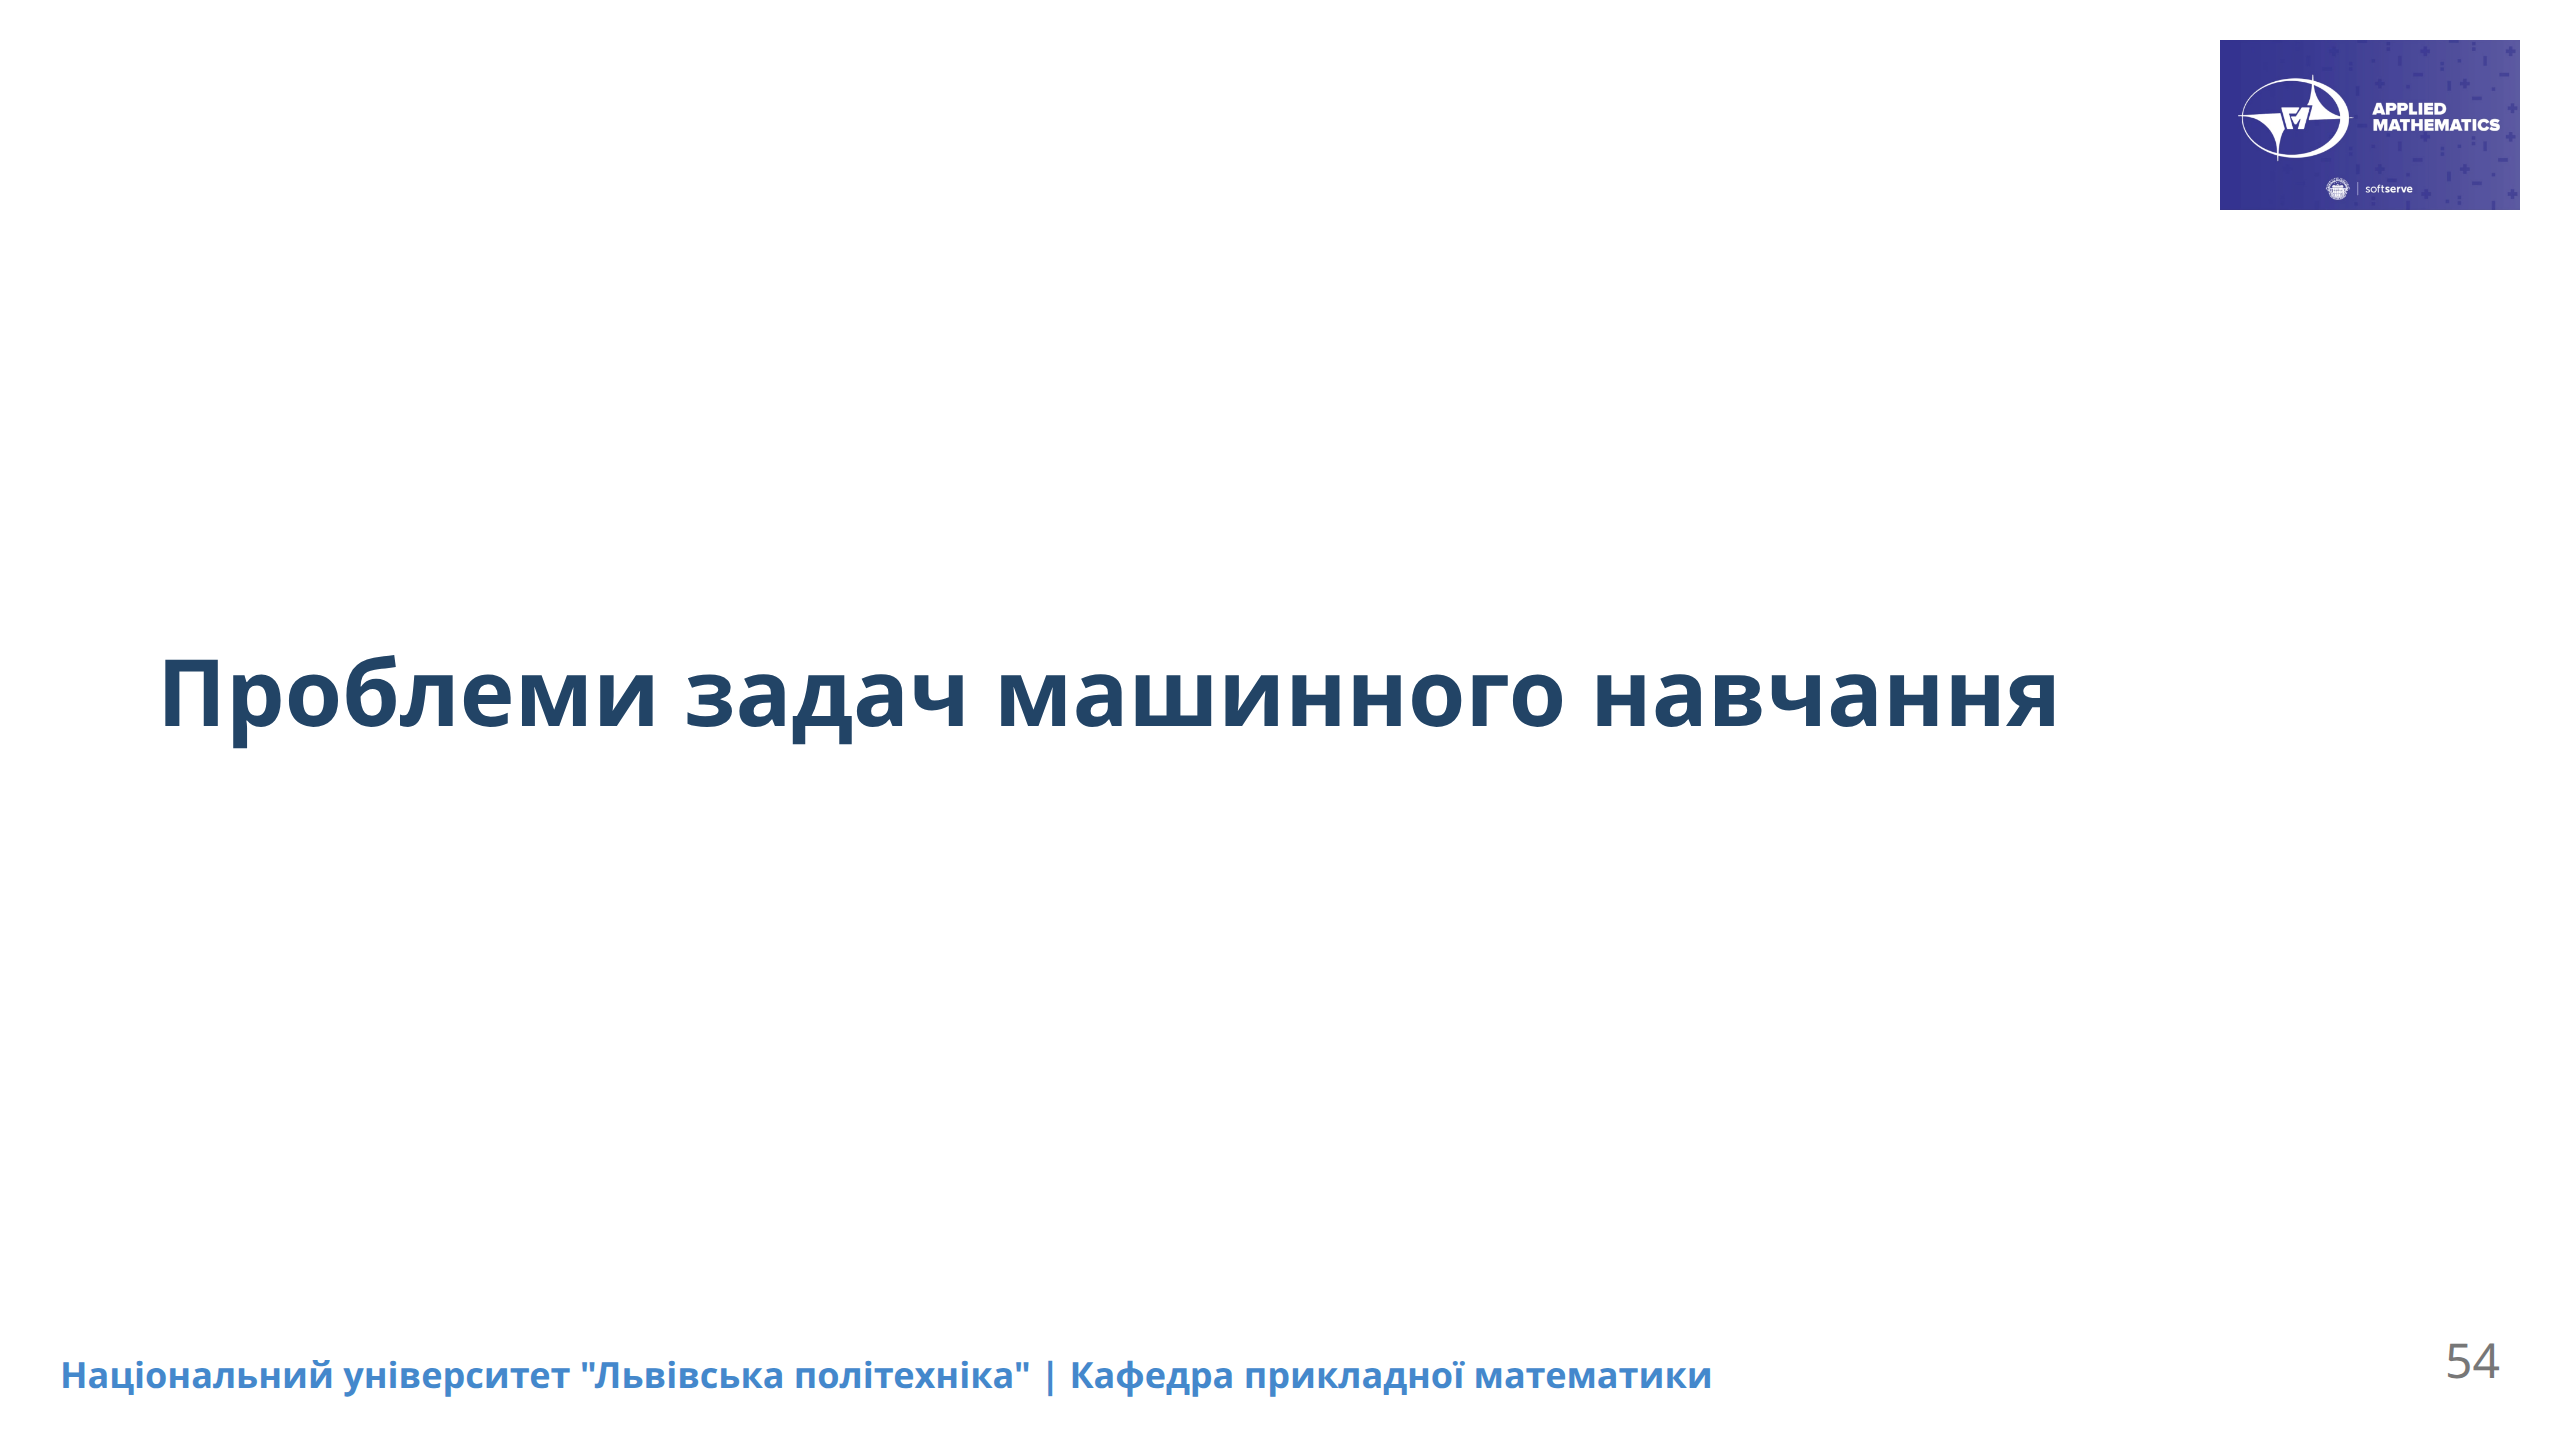 APPLIED
MATHEMATICS
softserve
Проблеми задач машинного навчання
Національний університет "Львівська політехніка" | Кафедра прикладної математики
54